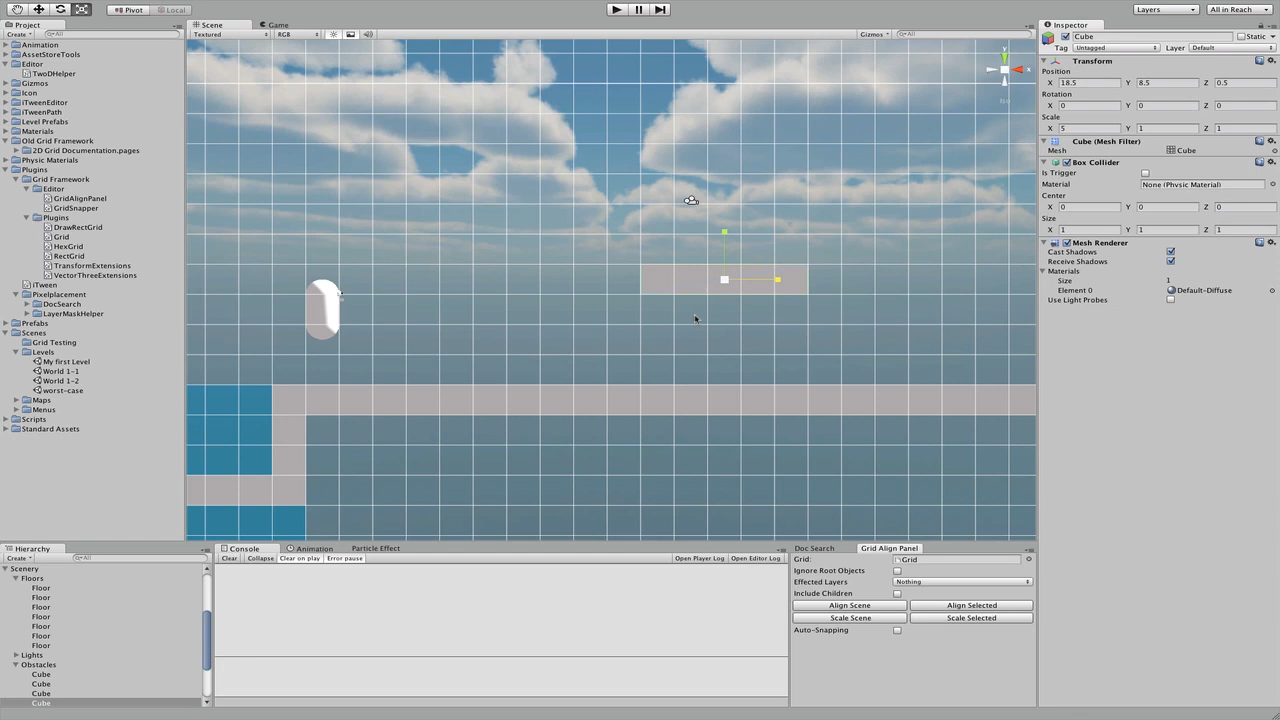 Pivot
Local
Layers
All in Reach
Project
Create
All
Animation
AssetStoreTools
Editor
TwoDHelper
Gizmos
Icon
iTweenEditor
iTweenPath
Level Prefabs
Materials
Old Grid Framework
2D Grid Documentation.pages
Physic Materials
Plugins
Grid Framework
Editor
GridAlignPanel
GridSnapper
Plugins
DrawRectGrid
Grid
HexGrid
RectGrid
TransformExtensions
VectorThreeExtensions
iTween
Pixelplacement
DocSearch
LayerMaskHelper
Prefabs
Scenes
Grid Testing
Levels
My first Level
World 1-1
World 1-2
worst-case
Maps
Menus
Scripts
Standard Assets
Scene
Game
Textured
RGB
Gizmos
All
Y
x
Inspector
Cube
Static
Tag Untagged
Layer Default
Transform
Position
X 18.5 Y 8.5 Z 0.5
Rotation
X 0 Y 0 Z 0
Scale
X 5 Y 1 Z 1
Cube (Mesh Filter)
Mesh Cube
Box Collider
Is Trigger
Material None (Physic Material)
Center
X 0 Y 0 Z 0
Size
X 1 Y 1 Z 1
Mesh Renderer
Cast Shadows
Receive Shadows
Materials
Size 1
Element 0 Default-Diffuse
Use Light Probes
Hierarchy
Create
All
Scenery
Floors
Floor
Floor
Floor
Floor
Floor
Floor
Floor
Lights
Obstacles
Cube
Cube
Cube
Cube
Console
Animation
Particle Effect
Clear
Collapse
Clear on play
Error pause
Open Player Log
Open Editor Log
Doc Search
Grid Align Panel
Grid: Grid
Ignore Root Objects
Effected Layers Nothing
Include Children
Align Scene
Align Selected
Scale Scene
Scale Selected
Auto-Snapping